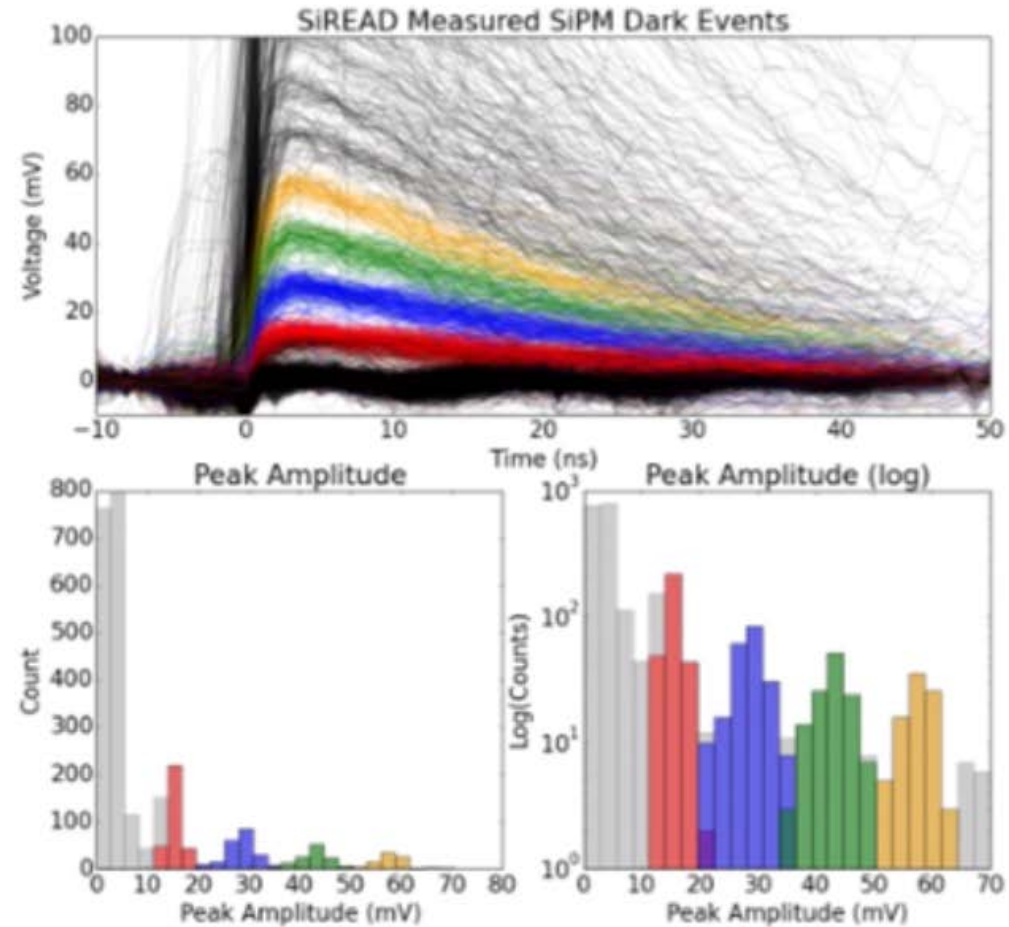 SiREAD Measured SiPM Dark Events
100
80
60
40
20
0
Voltage (mV)
−10 0 10 20 30 40 50
Time (ns)
Peak Amplitude
800
700
600
500
400
300
200
100
0
Count
0 10 20 30 40 50 60 70 80
Peak Amplitude (mV)
Peak Amplitude (log)
10³
10²
10¹
10⁰
Log(Counts)
0 10 20 30 40 50 60 70
Peak Amplitude (mV)